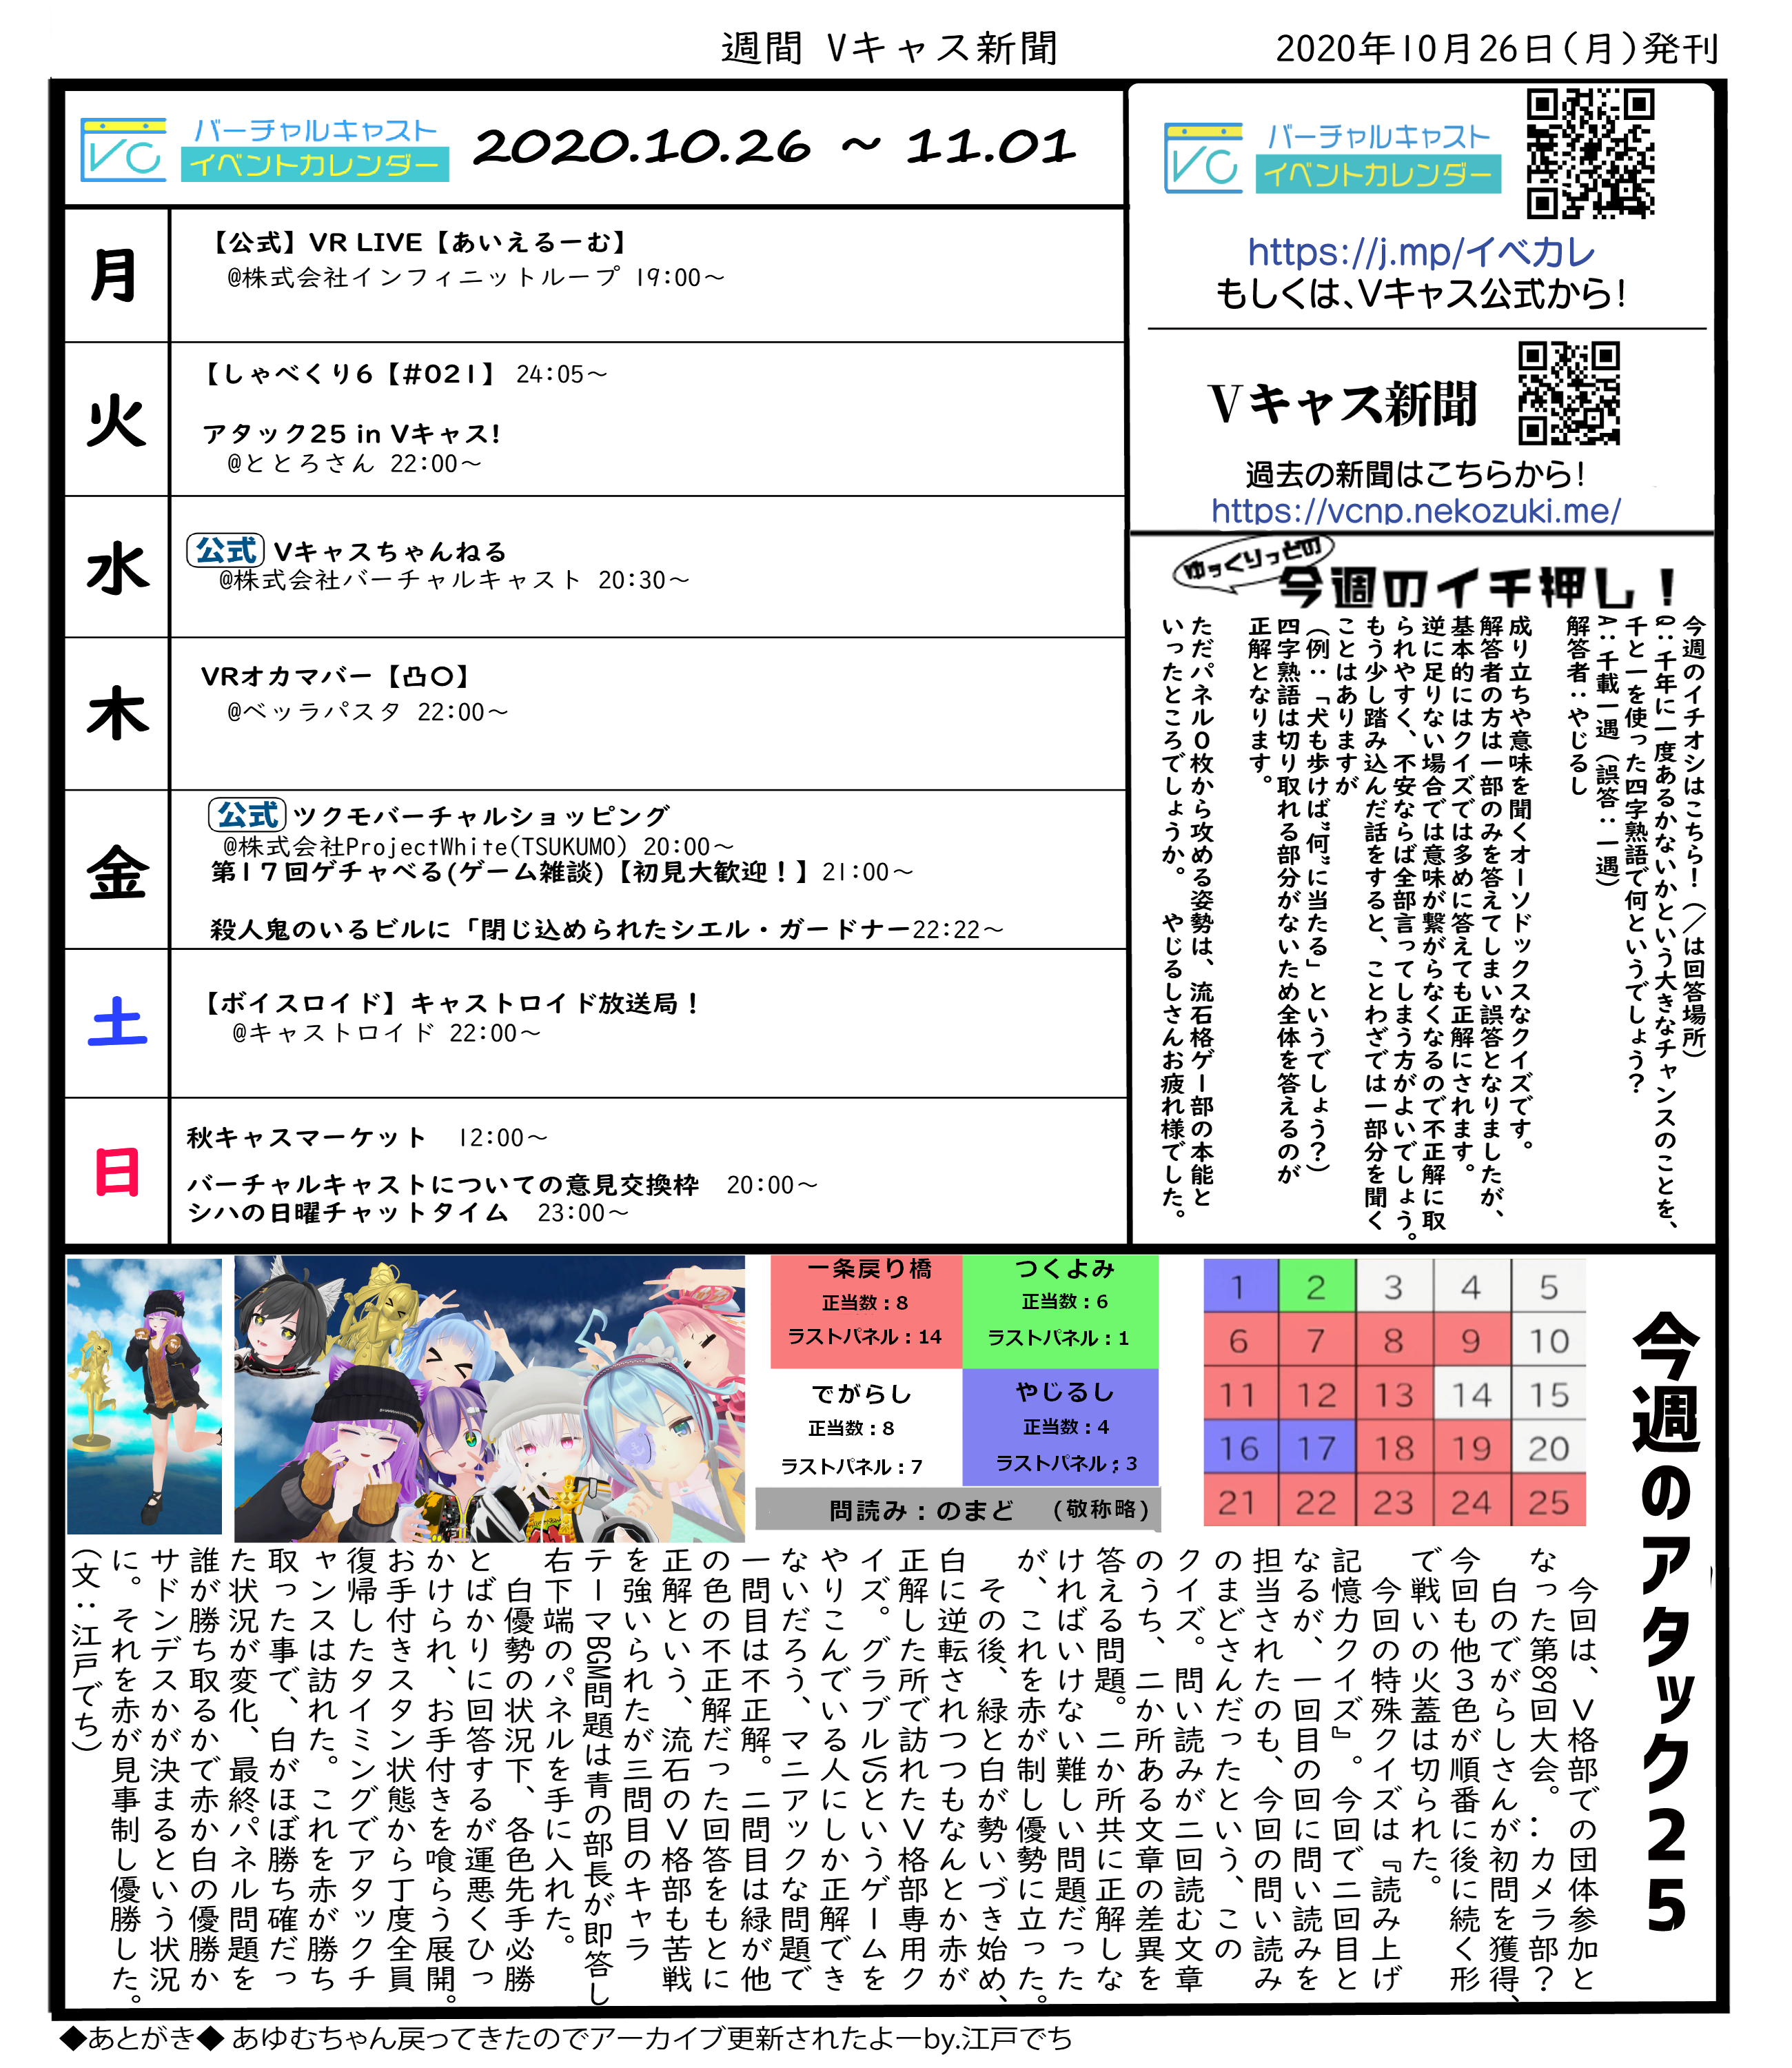 週間 Vキャス新聞
2020年10月26日(月)発刊
バーチャルキャスト
イベントカレンダー
2020.10.26 ~ 11.01
月
【公式】VR LIVE【あいえるーむ】
@株式会社インフィニットループ 19:00～
火
【しゃべくり6【#021】 24:05～
アタック25 in Vキャス!
@ととろさん 22:00～
水
公式 Vキャスちゃんねる
@株式会社バーチャルキャスト 20:30～
木
VRオカマバー【凸〇】
@ベッラパスタ 22:00～
金
公式 ツクモバーチャルショッピング
@株式会社ProjectWhite(TSUKUMO) 20:00～
第17回ゲチャべる(ゲーム雑談)【初見大歓迎！】21:00～
殺人鬼のいるビルに「閉じ込められたシエル・ガードナー22:22～
土
【ボイスロイド】キャストロイド放送局！
@キャストロイド 22:00～
日
秋キャスマーケット 12:00～
バーチャルキャストについての意見交換枠 20:00～
シハの日曜チャットタイム 23:00～
VC
バーチャルキャスト
イベントカレンダー
https://j.mp/イベカレ
もしくは、Vキャス公式から！
Vキャス新聞
過去の新聞はこちらから！
https://vcnp.nekozuki.me/
ゆっくりっどの
今週のイチ押し！
今週のイチオシはこちら！（／は回答場所）
Q：千年に一度あるかないかという大きなチャンスのことを、
千と一を使った四字熟語で何というでしょう？
A：千載一遇（誤答：一遇）
解答者：やじるし
成り立ちや意味を聞くオーソドックスなクイズです。
解答者の方は一部のみを答えてしまい誤答となりましたが、
基本的にはクイズでは多めに答えても正解にされます。
逆に足りない場合では意味が繋がらなくなるので不正解に取
られやすく、不安ならば全部言ってしまう方がよいでしょう。
もう少し踏み込んだ話をすると、ことわざでは一部分を聞く
ことはありますが
（例：「犬も歩けば”何”に当たる」というでしょう？）
四字熟語は切り取れる部分がないため全体を答えるのが
正解となります。
ただパネル0枚から攻める姿勢は、流石格ゲー部の本能と
いったところでしょうか。 やじるしさんお疲れ様でした。
一条戻り橋
正当数：8
ラストパネル：14
つくよみ
正当数：6
ラストパネル：1
でがらし
正当数：8
ラストパネル：7
やじるし
正当数：4
ラストパネル：3
問読み：のまど （敬称略）
1 2 3 4 5
6 7 8 9 10
11 12 13 14 15
16 17 18 19 20
21 22 23 24 25
今週のアタック25
今回は、V格部での団体参加と
なった第89回大会。：カメラ部？
白のでがらしさんが初問を獲得、
今回も他3色が順番に後に続く形
で戦いの火蓋は切られた。
今回の特殊クイズは『読み上げ
記憶力クイズ』。今回で二回目と
なるが、一回目の回に問い読みを
担当されたのも、今回の問い読み
のまどさんだったという、この
クイズ。問い読みが二回読む文章
のうち、二か所ある文章の差異を
答える問題。二か所共に正解しな
ければいけない難しい問題だった
が、これを赤が制し優勢に立った。
その後、緑と白が勢いづき始め、
白に逆転されつつもなんとか赤が
正解した所で訪れたV格部専用ク
イズ。グラブルVSというゲームを
やりこんでいる人にしか正解でき
ないだろう、マニアックな問題で
一問目は不正解。二問目は緑が他
の色の不正解だった回答をもとに
正解という、流石のV格部も苦戦
を強いられたが三問目のキャラ
テーマBGM問題は青の部長が即答し
右下端のパネルを手に入れた。
白優勢の状況下、各色先手必勝
とばかりに回答するが運悪くひっ
かけられ、お手付きを喰らう展開。
お手付きスタン状態から丁度全員
復帰したタイミングでアタックチ
ャンスは訪れた。これを赤が勝ち
取った事で、白がほぼ勝ち確だっ
た状況が変化、最終パネル問題を
誰が勝ち取るかで赤か白の優勝か
サドンデスかが決まるという状況
に。それを赤が見事制し優勝した。
（文：江戸でち）
◆あとがき◆ あゆむちゃん戻ってきたのでアーカイブ更新されたよーby.江戸でち